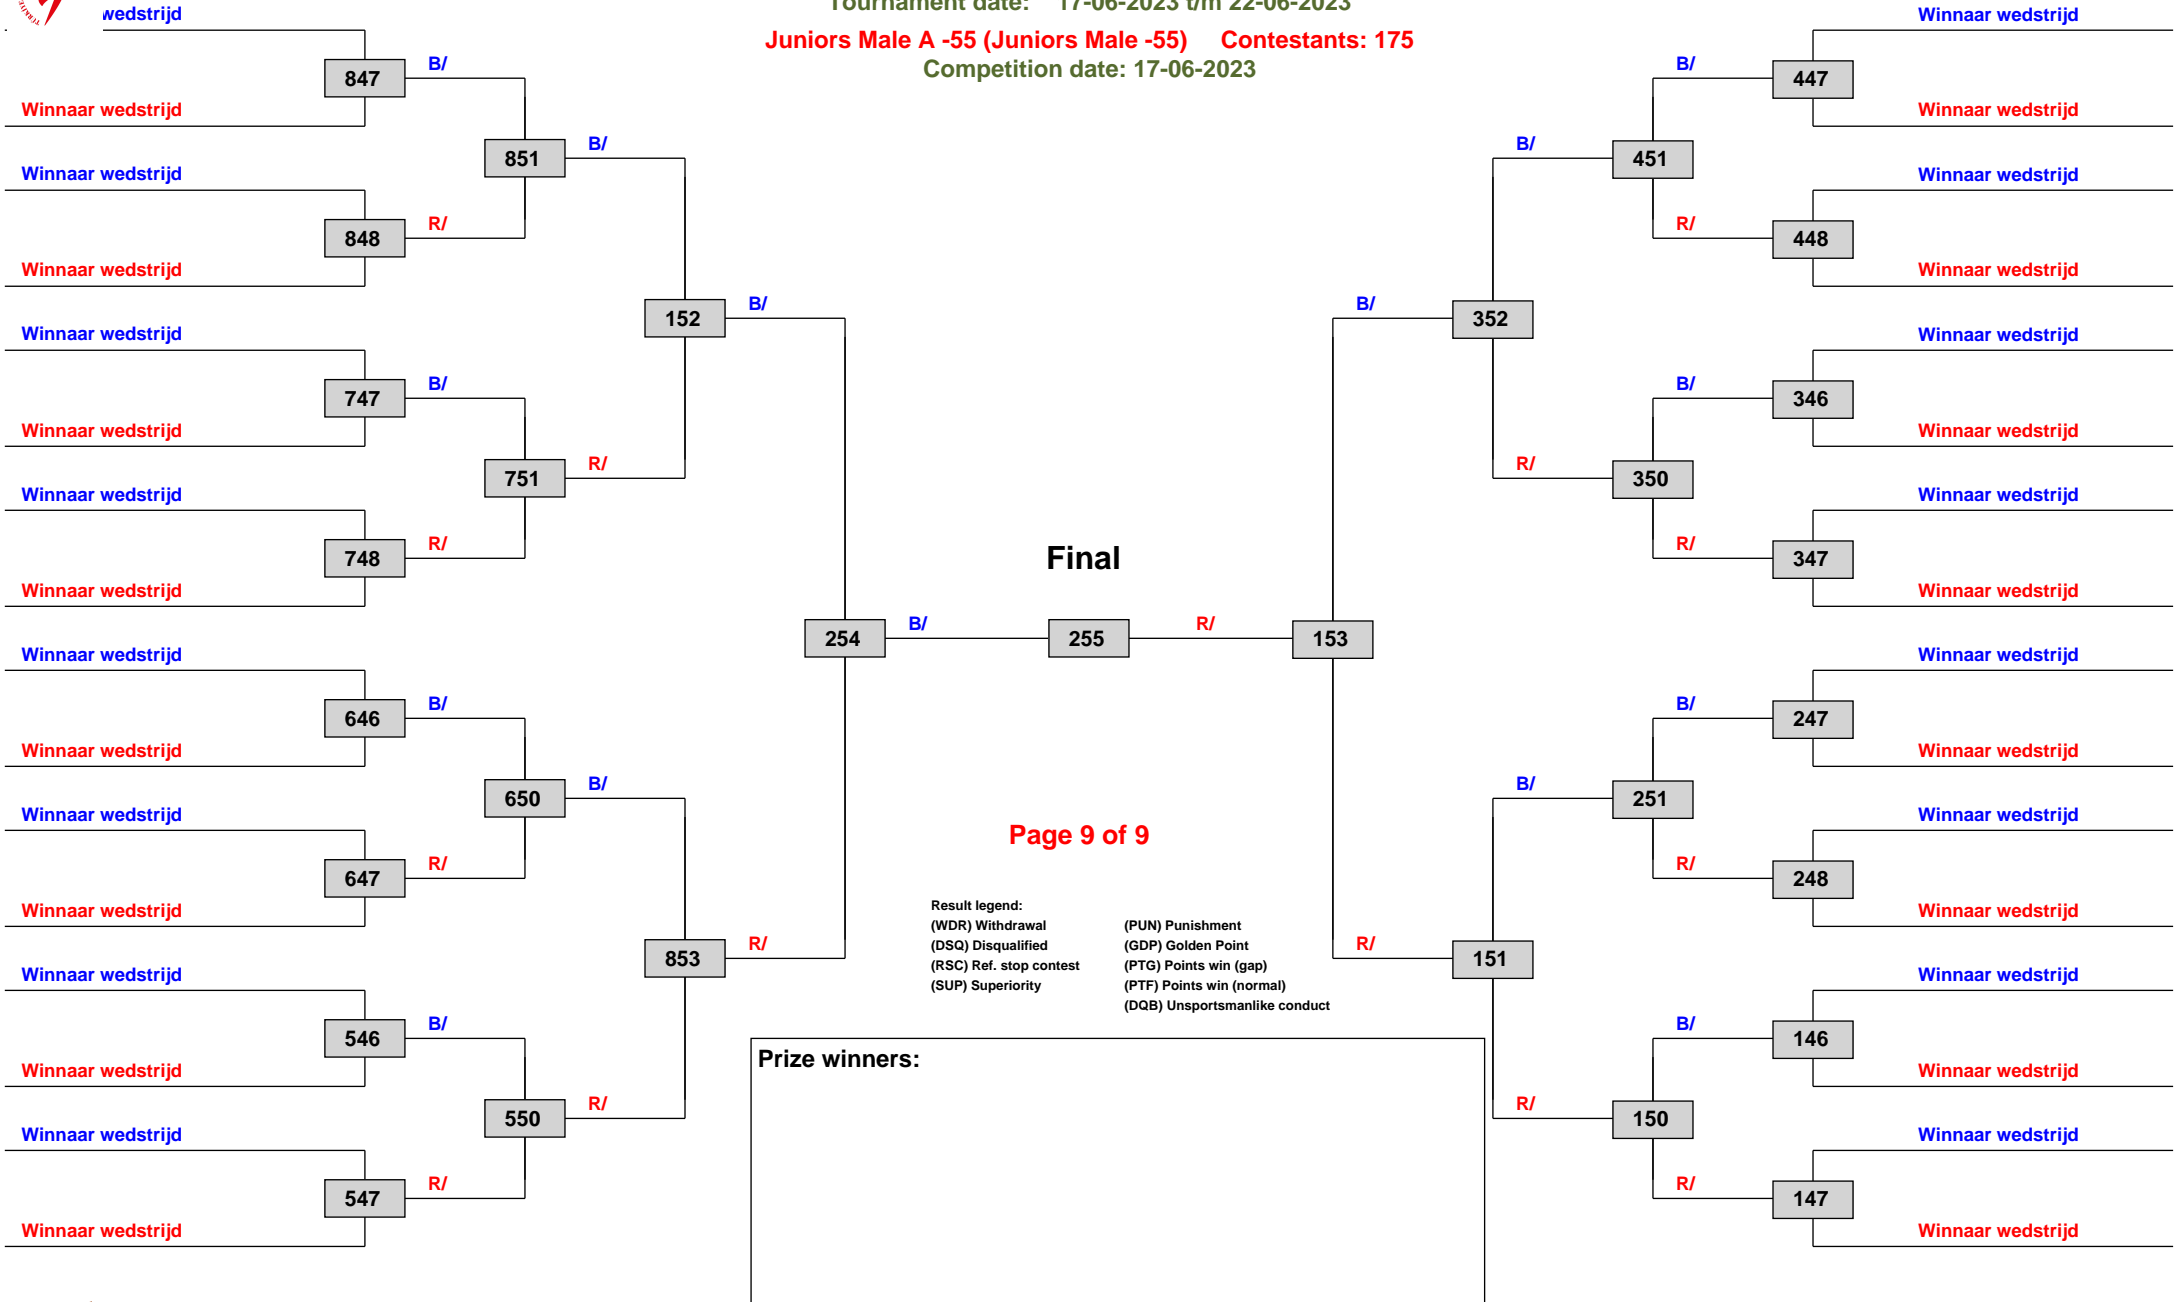 Tournament date: 17-06-2023 t/m 22-06-2023
Juniors Male A -55 (Juniors Male -55) Contestants: 175
Competition date: 17-06-2023
wedstrijd
847
B/
Winnaar wedstrijd
851
B/
Winnaar wedstrijd
848
R/
Winnaar wedstrijd
152
B/
Winnaar wedstrijd
747
B/
Winnaar wedstrijd
751
R/
Winnaar wedstrijd
748
R/
Winnaar wedstrijd
254
B/
Winnaar wedstrijd
646
B/
Winnaar wedstrijd
650
B/
Winnaar wedstrijd
647
R/
Winnaar wedstrijd
853
R/
Winnaar wedstrijd
546
B/
Winnaar wedstrijd
550
R/
Winnaar wedstrijd
547
R/
Winnaar wedstrijd
Final
255
R/
153
Page 9 of 9
Result legend:
(WDR) Withdrawal
(DSQ) Disqualified
(RSC) Ref. stop contest
(SUP) Superiority
(PUN) Punishment
(GDP) Golden Point
(PTG) Points win (gap)
(PTF) Points win (normal)
(DQB) Unsportsmanlike conduct
Prize winners:
Winnaar wedstrijd
B/
447
Winnaar wedstrijd
B/
451
Winnaar wedstrijd
R/
448
Winnaar wedstrijd
B/
352
Winnaar wedstrijd
B/
346
Winnaar wedstrijd
R/
350
Winnaar wedstrijd
R/
347
Winnaar wedstrijd
Winnaar wedstrijd
B/
247
Winnaar wedstrijd
B/
251
Winnaar wedstrijd
R/
248
Winnaar wedstrijd
R/
151
Winnaar wedstrijd
B/
146
Winnaar wedstrijd
R/
150
Winnaar wedstrijd
R/
147
Winnaar wedstrijd